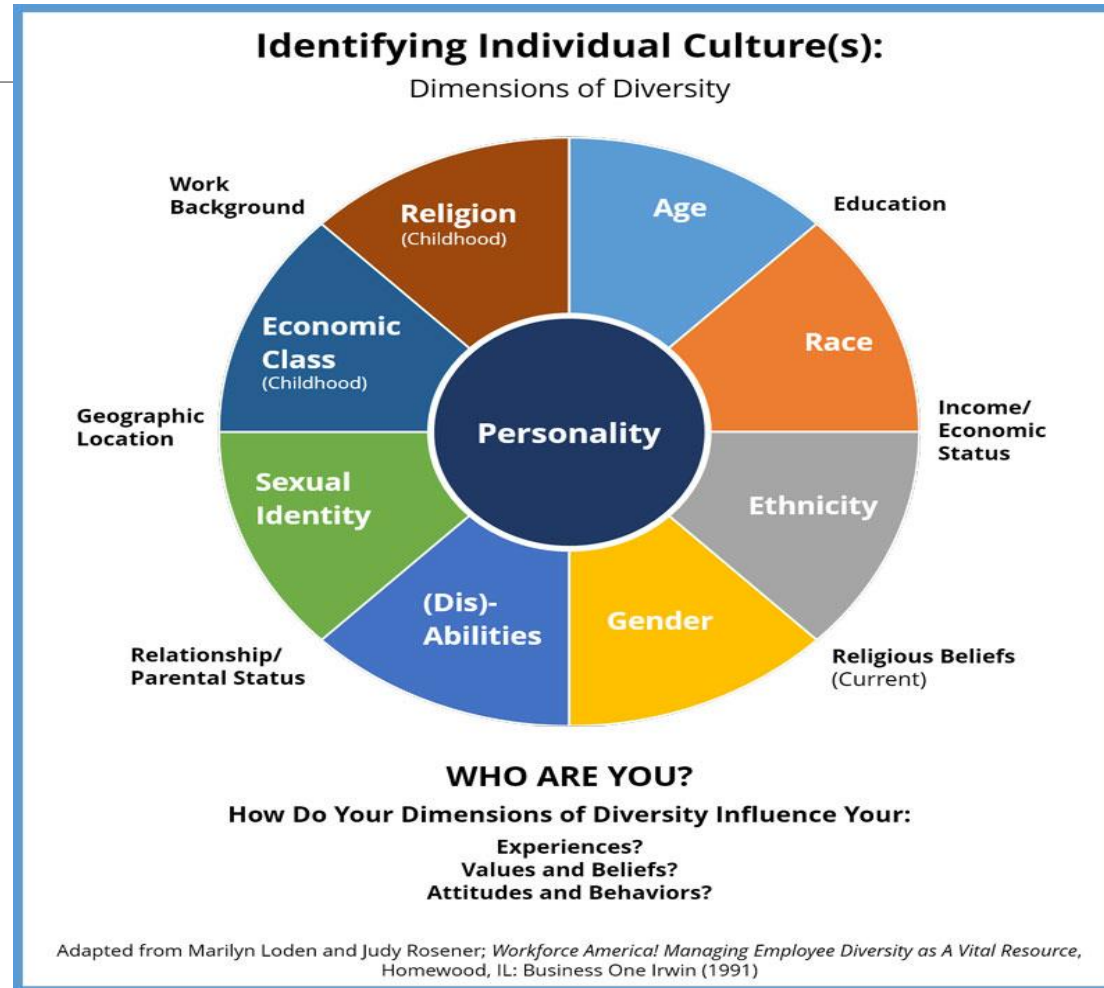 Identifying Individual Culture(s):
Dimensions of Diversity
Work
Background
Religion
(Childhood)
Age
Education
Economic
Class
(Childhood)
Race
Geographic
Location
Personality
Income/
Economic
Status
Sexual
Identity
Ethnicity
(Dis)-
Abilities
Gender
Relationship/
Parental Status
Religious Beliefs
(Current)
WHO ARE YOU?
How Do Your Dimensions of Diversity Influence Your:
Experiences?
Values and Beliefs?
Attitudes and Behaviors?
Adapted from Marilyn Loden and Judy Rosener; Workforce America! Managing Employee Diversity as A Vital Resource,
Homewood, IL: Business One Irwin (1991)